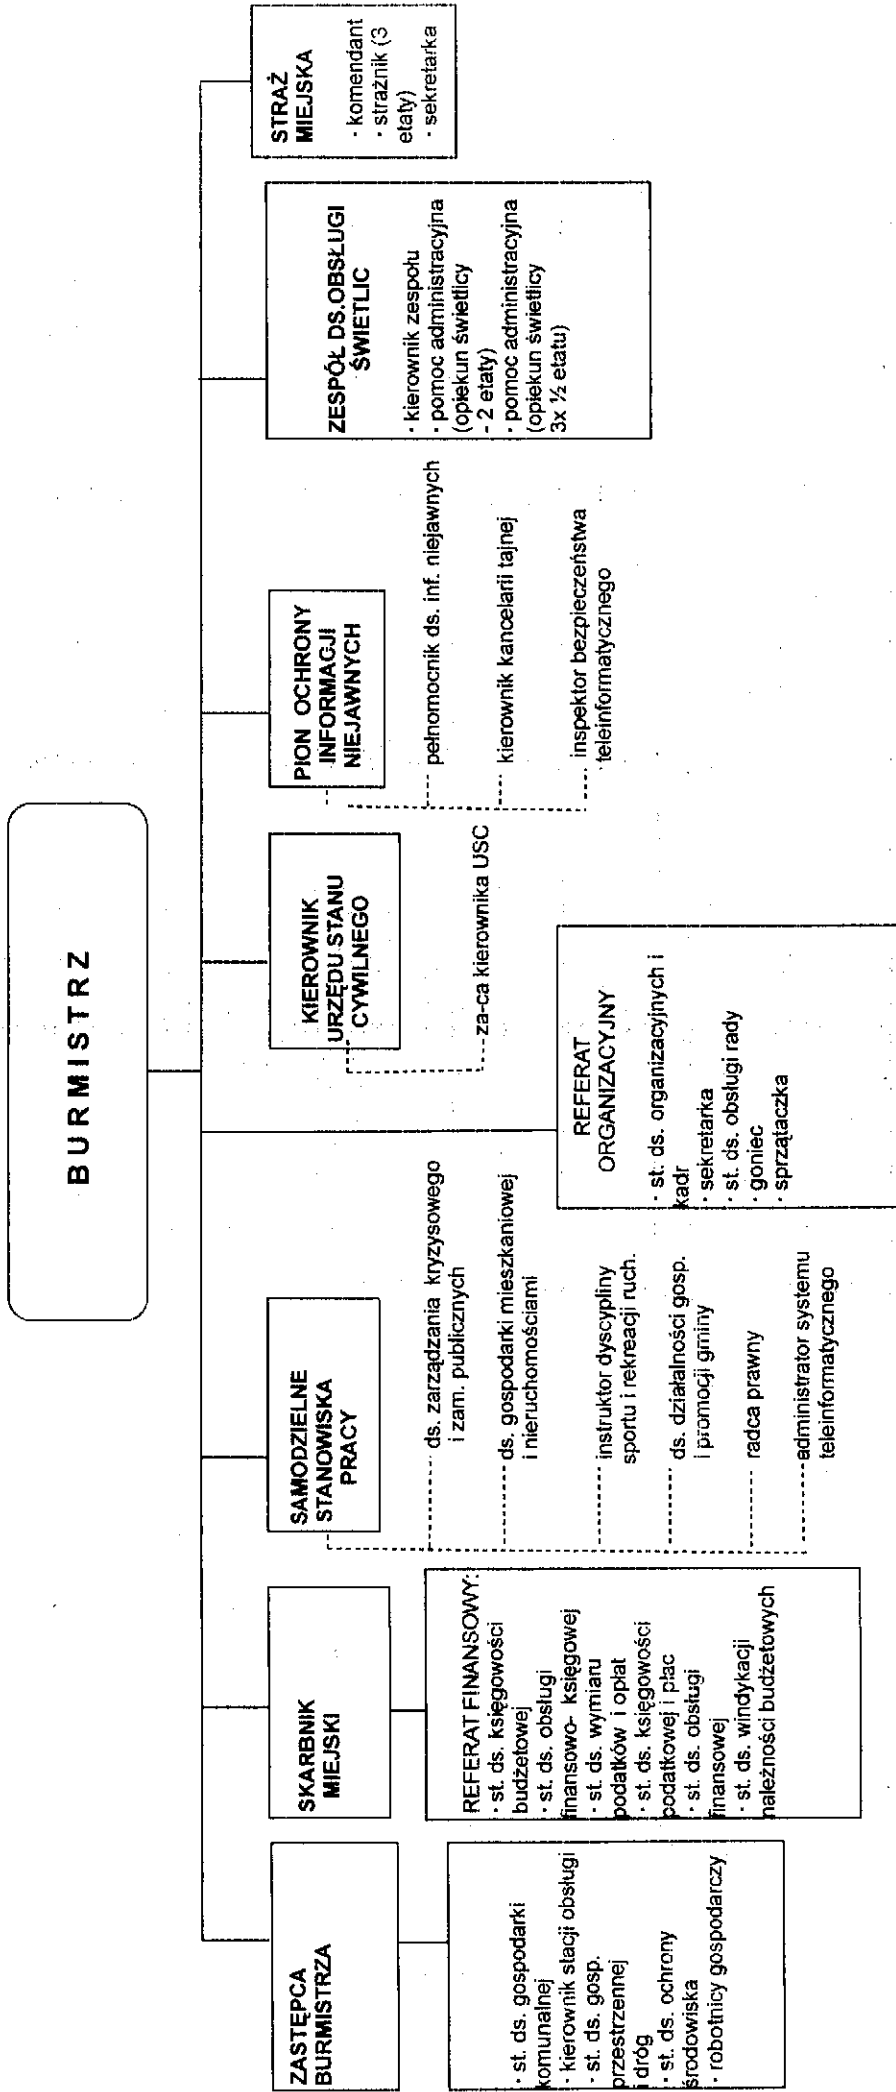 BURMISTRZ
ZASTĘPCA
BURMISTRZA
· st. ds. gospodarki
komunalnej
· kierownik stacji obsługi
· st. ds. gosp.
przestrzennej
i dróg
· st. ds. ochrony
środowiska
· robotnicy gospodarczy
SKARBNIK
MIEJSKI
REFERAT FINANSOWY:
· st. ds. księgowości
budżetowej
· st. ds. obsługi
finansowo- księgowej
· st. ds. wymiaru
podatków i opłat
· st. ds. księgowości
podatkowej i płac
· st. ds. obsługi
finansowej
· st. ds. windykacji
należności budżetowych
SAMODZIELNE
STANOWISKA
PRACY
ds. zarządzania kryzysowego
i zam. publicznych
ds. gospodarki mieszkaniowej
i nieruchomościami
instruktor dyscypliny
sportu i rekreacji ruch.
ds. działalności gosp.
i promocji gminy
radca prawny
administrator systemu
teleinformatycznego
REFERAT
ORGANIZACYJNY
· st. ds. organizacyjnych i
kadr
· sekretarka
· st. ds. obsługi rady
· goniec
· sprzątaczka
KIEROWNIK
URZĘDU STANU
CYWILNEGO
za-ca kierownika USC
PION OCHRONY
INFORMACJI
NIEJAWNYCH
pełnomocnik ds. inf. niejawnych
kierownik kancelarii tajnej
inspektor bezpieczeństwa
teleinformatycznego
ZESPÓŁ DS.OBSŁUGI
ŚWIETLIC
· kierownik zespołu
· pomoc administracyjna
(opiekun świetlicy
- 2 etaty)
· pomoc administracyjna
(opiekun świetlicy
3x ½ etatu)
STRAŻ
MIEJSKA
· komendant
· strażnik (3
etaty)
· sekretarka